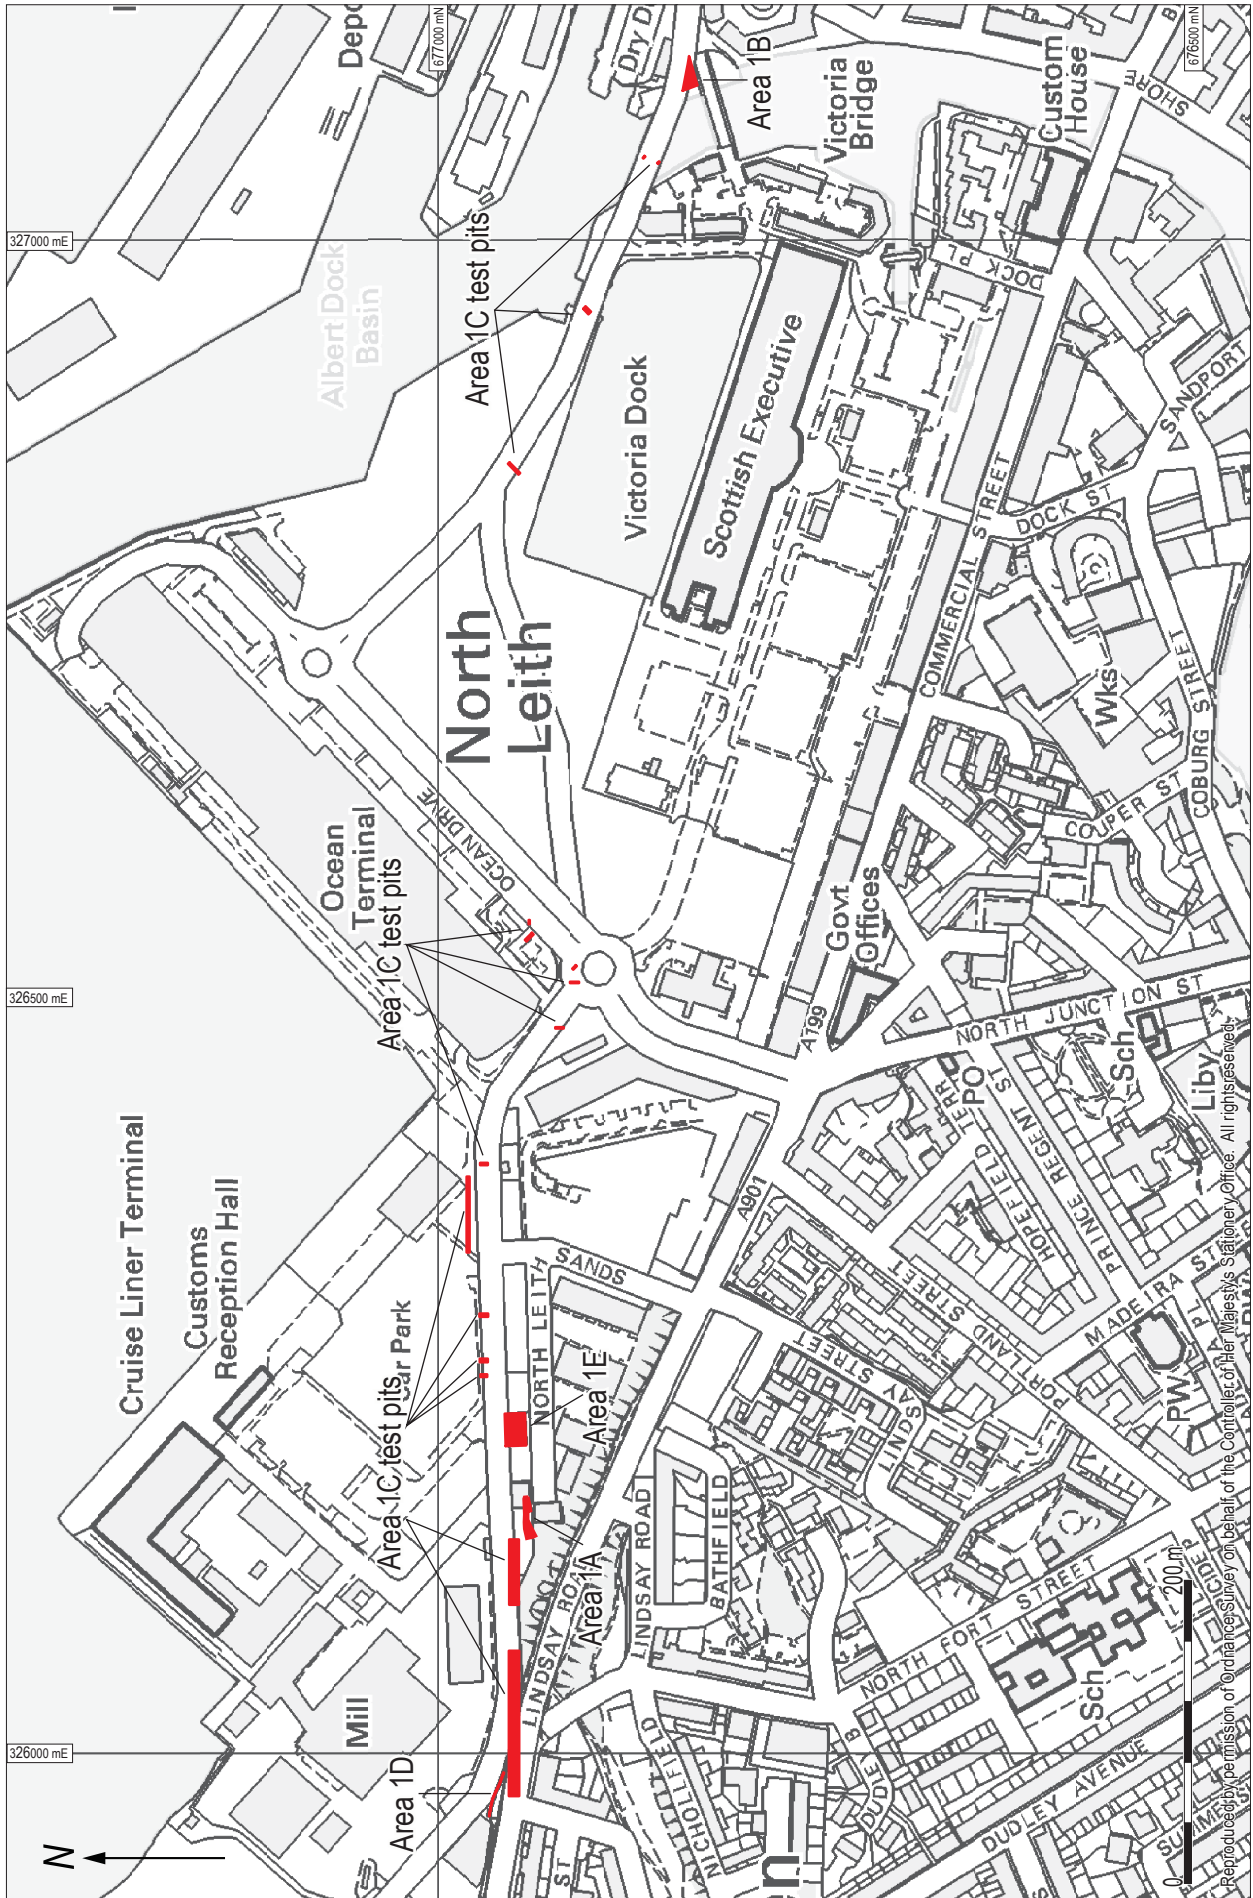 N
326000 mE
326500 mE
327000 mE
677000 mN
676500 mN
Cruise Liner Terminal
Customs
Reception Hall
Mill
Car Park
Ocean
Terminal
OCEAN DRIVE
Albert Dock
Basin
Depo
Dry D
North
Leith
Victoria Dock
Scottish Executive
Victoria
Bridge
Custom
House
SHORE
DOCK PL
COMMERCIAL STREET
DOCK ST
SANDPORT
COBURG STREET
COUPER ST
Wks
Govt
Offices
A199
A901
NORTH JUNCTION ST
PO
Sch
Liby
HOPEFIELD TERR
PRINCE REGENT ST
MADEIRA ST
PORTLAND STREET
LINDSAY STREET
PW
NORTH LEITH SANDS
LINDSAY ROAD
LINDSAY ROAD
BATHFIELD
NORTH FORT STREET
Sch
DUDLEY AVENUE
NICHOLFIELD
ST
Area 1A
Area 1B
Area 1C test pits
Area 1C test pits
Area 1C test pits
Area 1D
Area 1E
0
200 m
Reproduced by permission of Ordnance Survey on behalf of the Controller of Her Majesty's Stationery Office. All rights reserved.